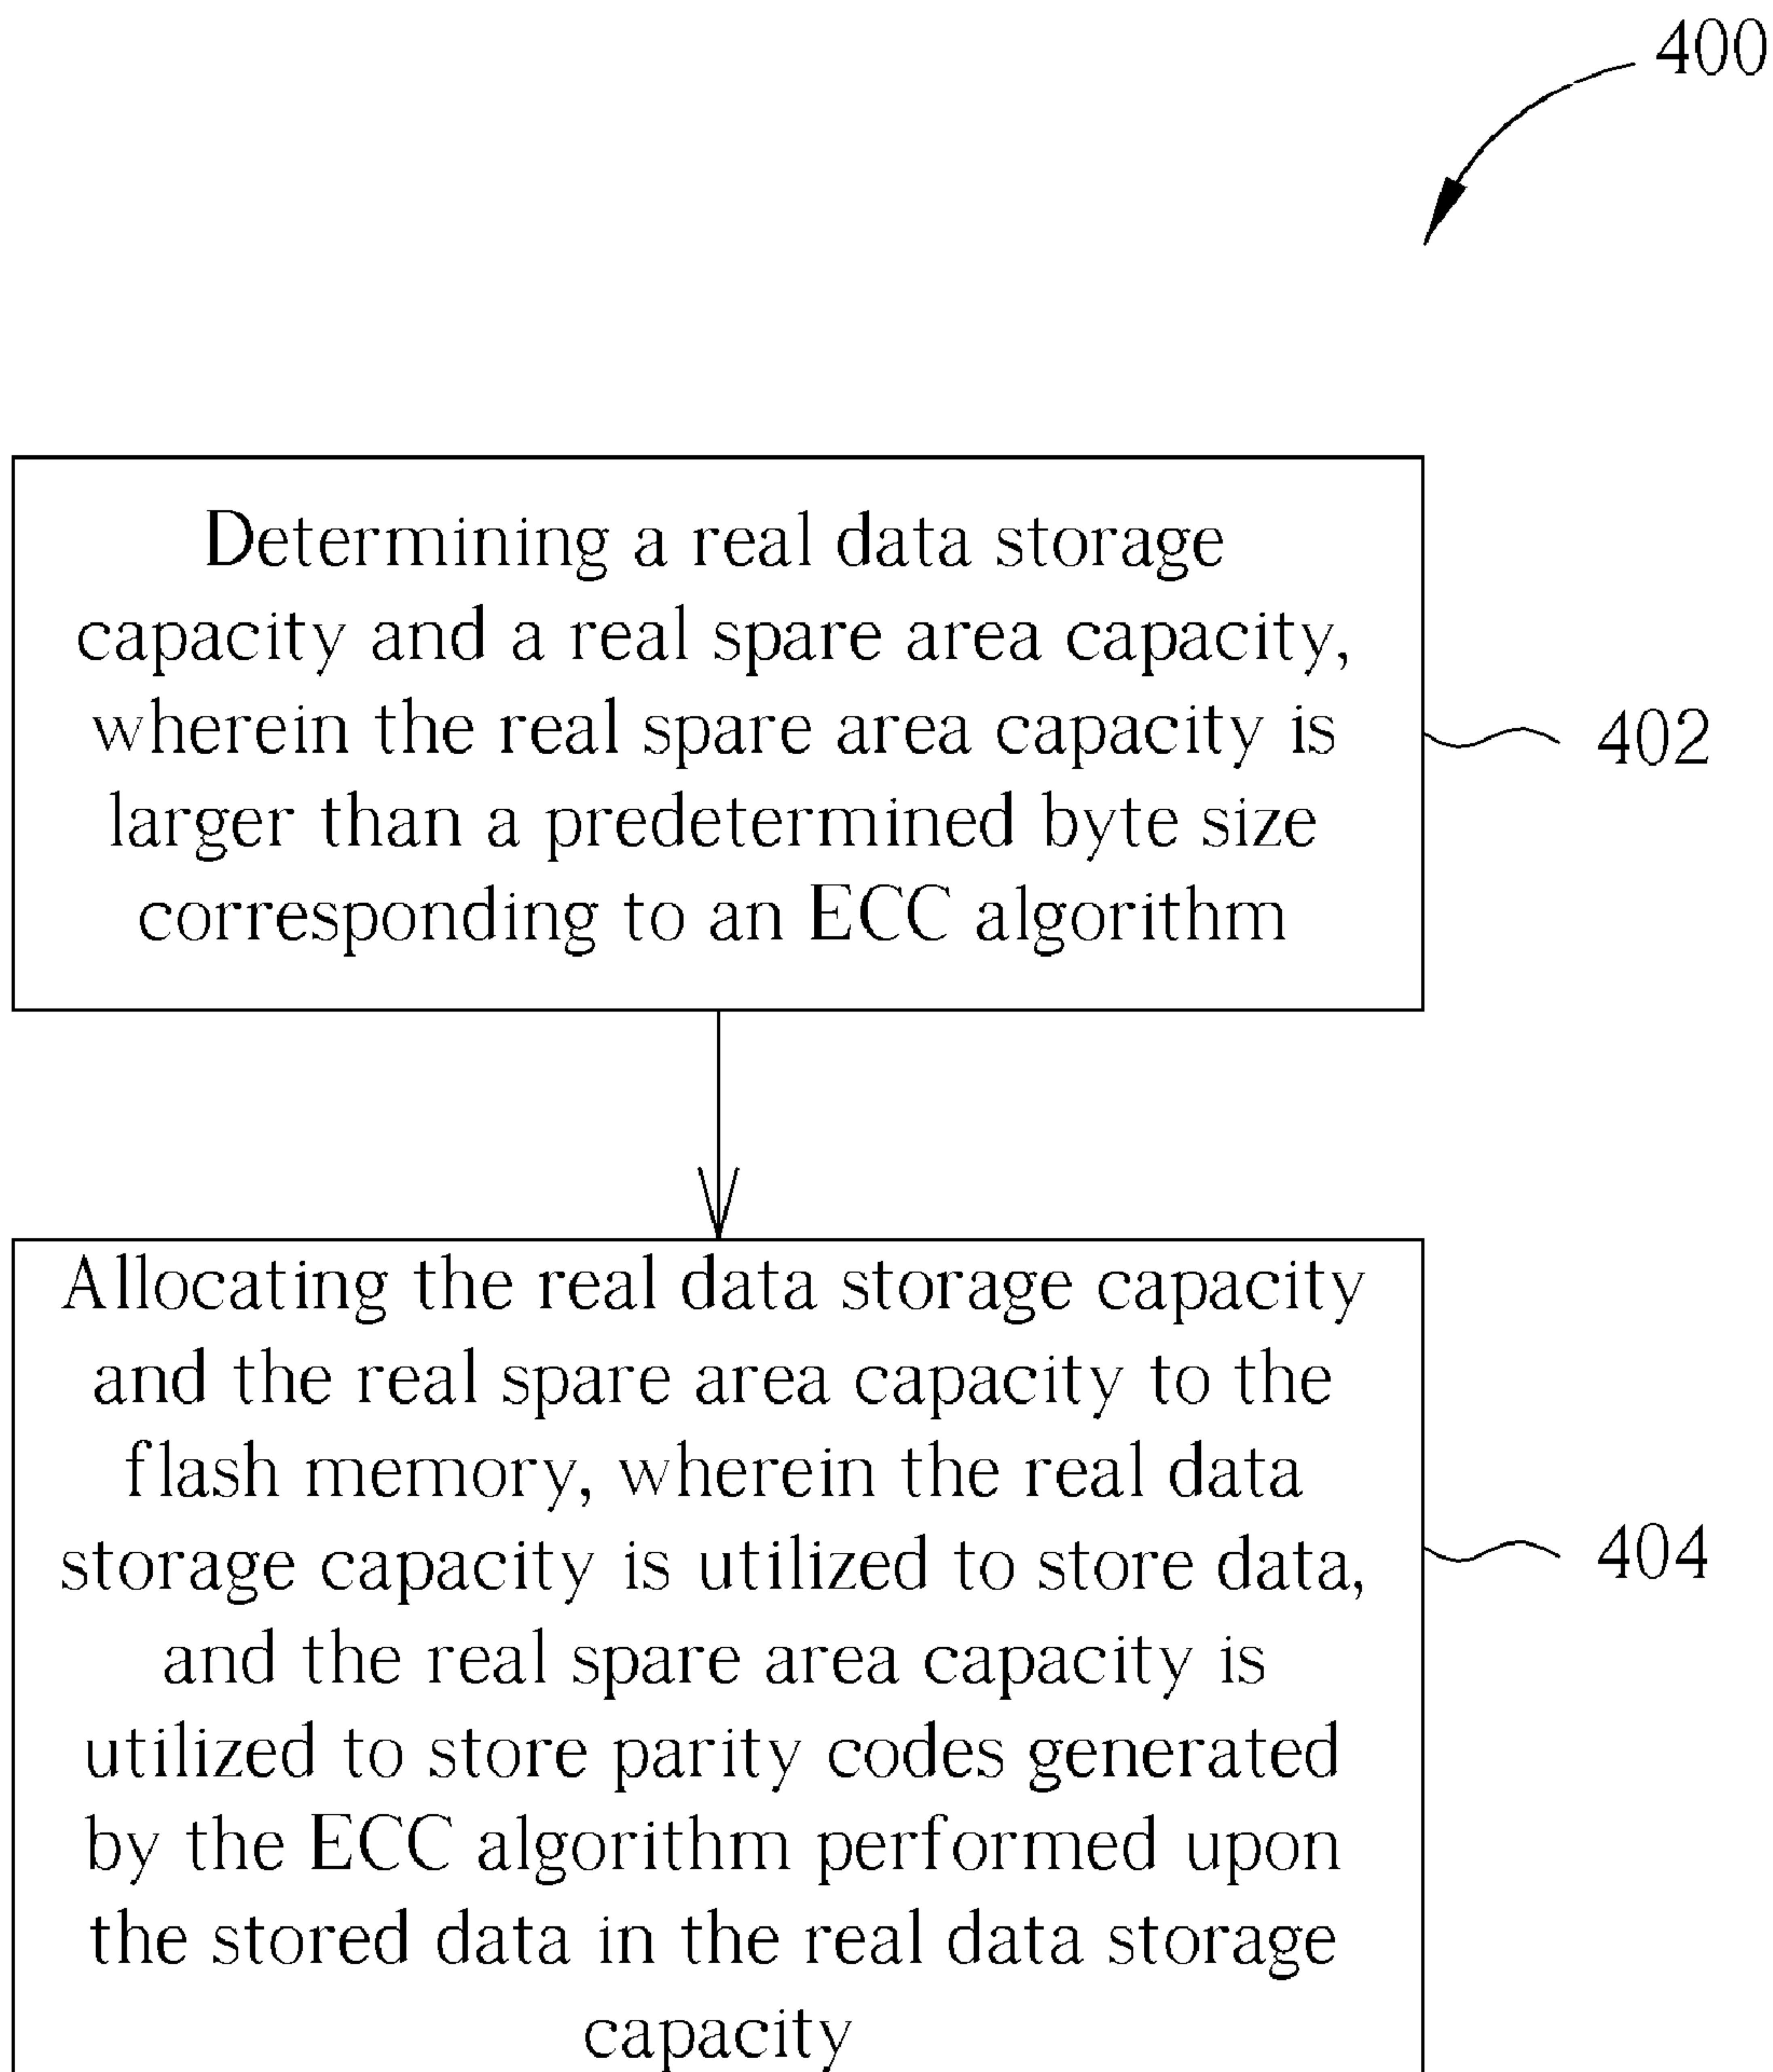 400
Determining a real data storage
capacity and a real spare area capacity,
wherein the real spare area capacity is
larger than a predetermined byte size
corresponding to an ECC algorithm
402
Allocating the real data storage capacity
and the real spare area capacity to the
flash memory, wherein the real data
storage capacity is utilized to store data,
and the real spare area capacity is
utilized to store parity codes generated
by the ECC algorithm performed upon
the stored data in the real data storage
capacity
404